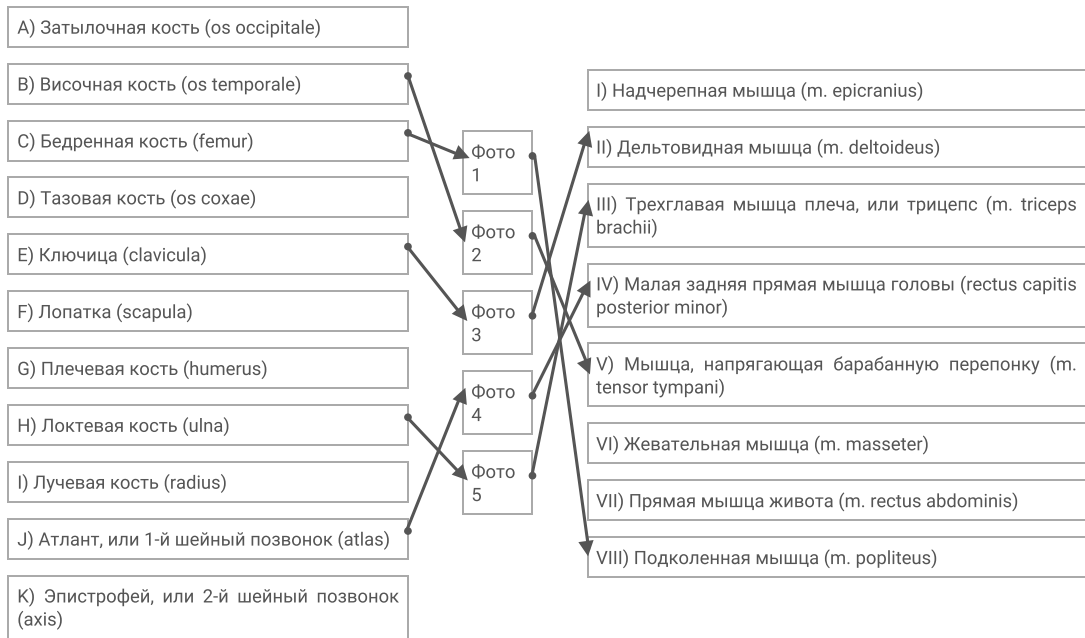 A) Затылочная кость (os occipitale)
B) Височная кость (os temporale)
C) Бедренная кость (femur)
D) Тазовая кость (os coxae)
E) Ключица (clavicula)
F) Лопатка (scapula)
G) Плечевая кость (humerus)
H) Локтевая кость (ulna)
I) Лучевая кость (radius)
J) Атлант, или 1-й шейный позвонок (atlas)
K) Эпистрофей, или 2-й шейный позвонок
(axis)
Фото
1
Фото
2
Фото
3
Фото
4
Фото
5
I) Надчерепная мышца (m. epicranius)
II) Дельтовидная мышца (m. deltoideus)
III) Трехглавая мышца плеча, или трицепс (m. triceps
brachii)
IV) Малая задняя прямая мышца головы (rectus capitis
posterior minor)
V) Мышца, напрягающая барабанную перепонку (m.
tensor tympani)
VI) Жевательная мышца (m. masseter)
VII) Прямая мышца живота (m. rectus abdominis)
VIII) Подколенная мышца (m. popliteus)